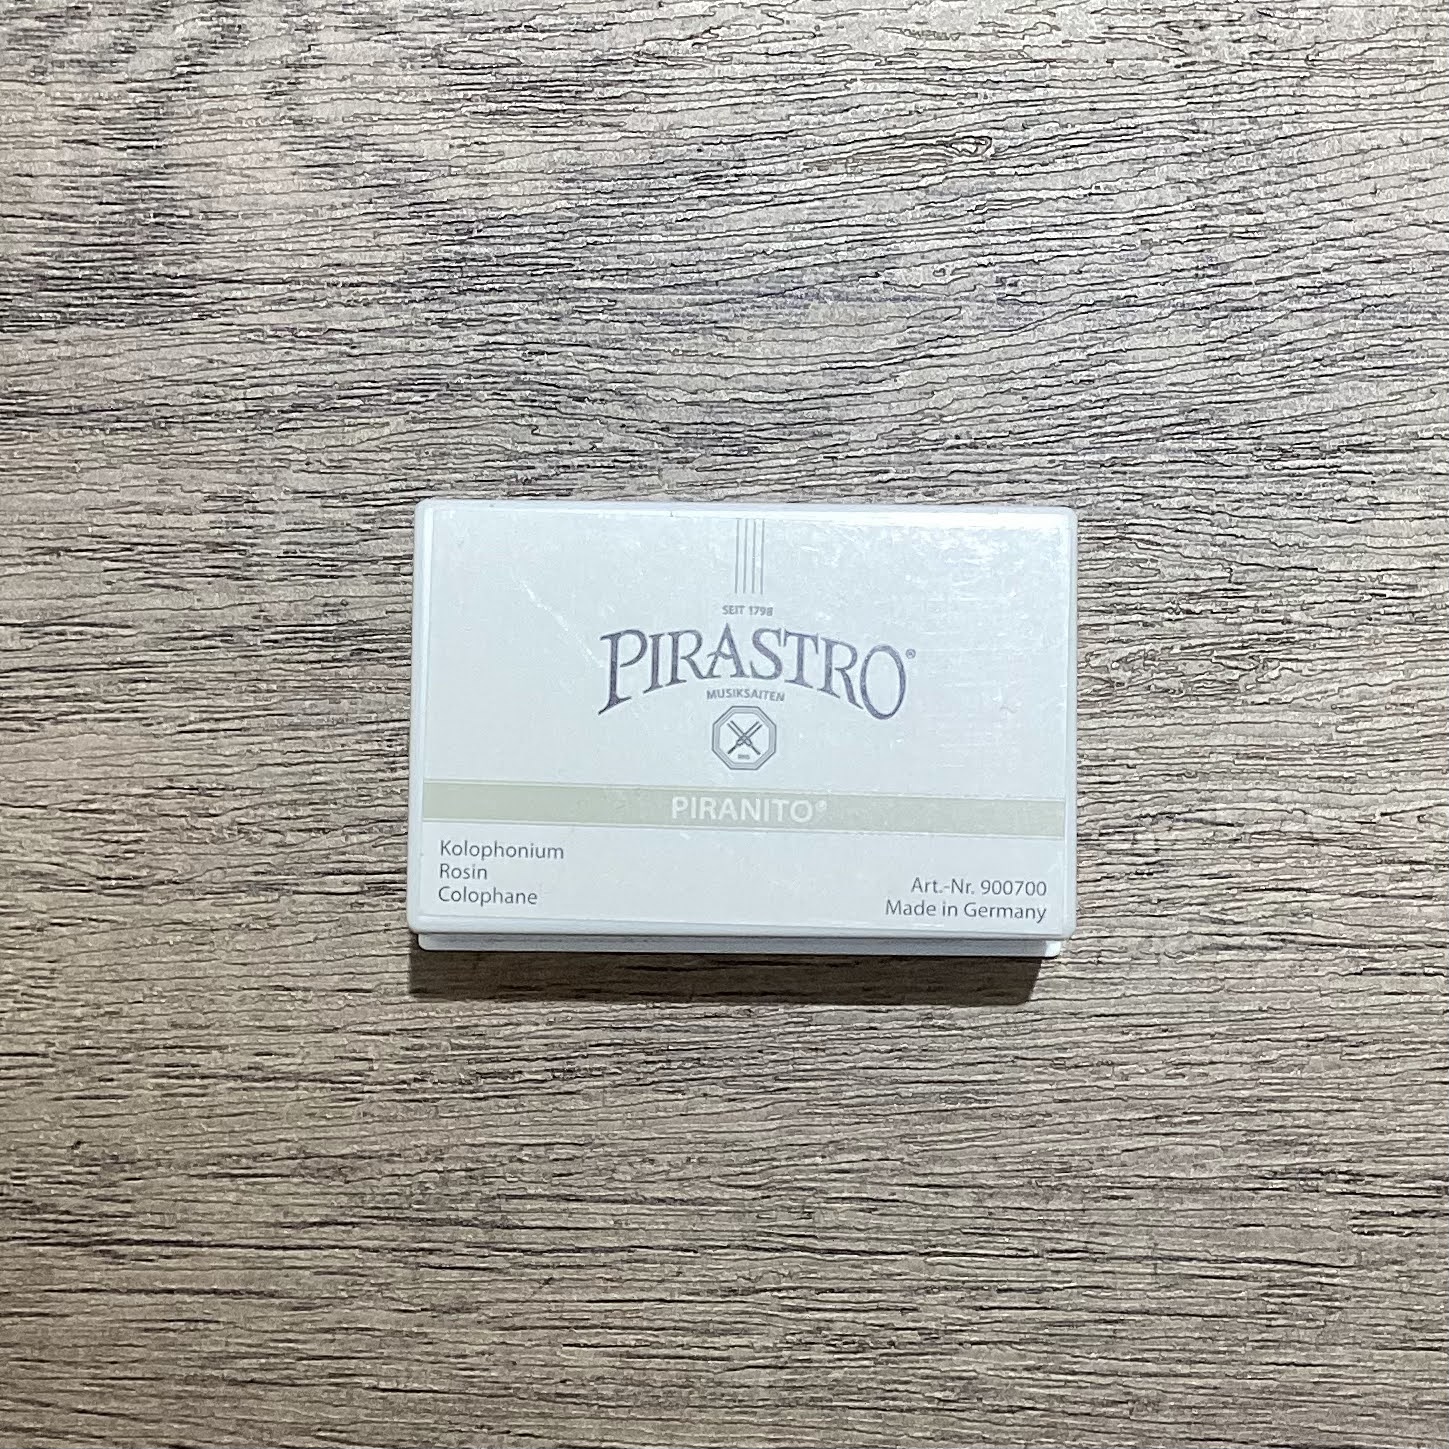 SEIT 1798
PIRASTRO®
MUSIKSAITEN
PIRANITO®
Kolophonium
Rosin
Colophane
Art.-Nr. 900700
Made in Germany